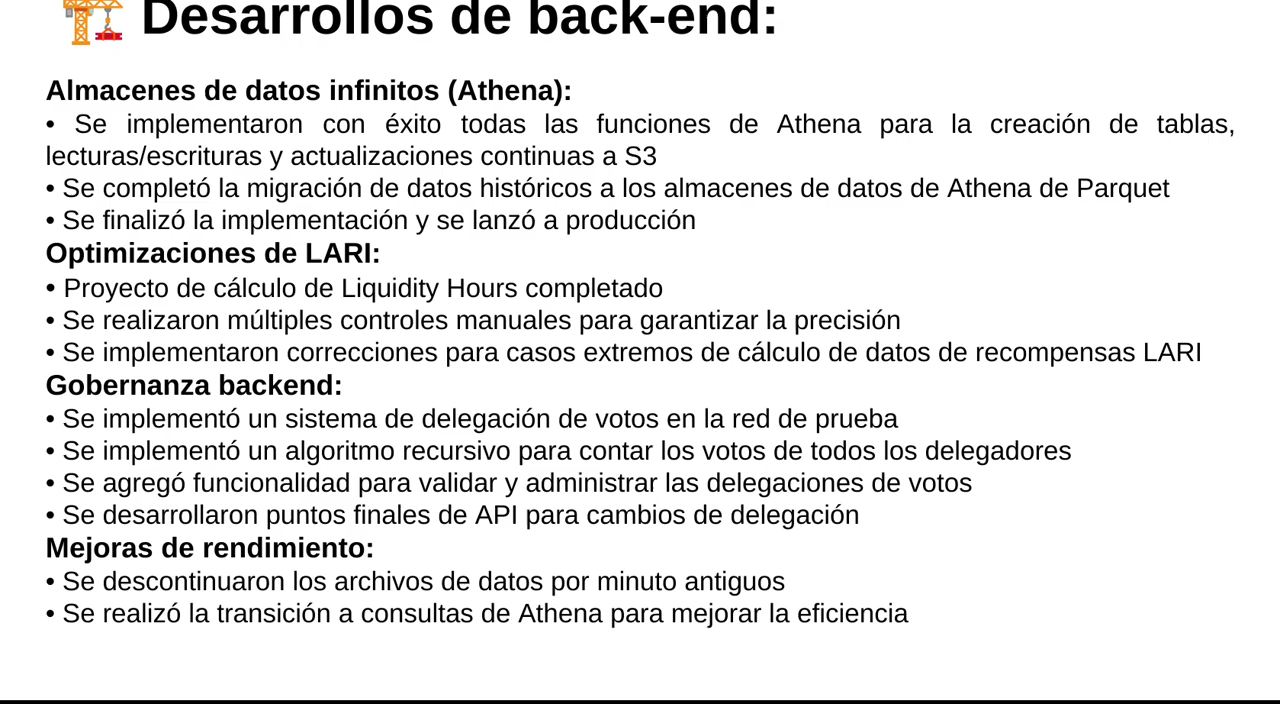 Desarrollos de back-end:
Almacenes de datos infinitos (Athena):
• Se implementaron con éxito todas las funciones de Athena para la creación de tablas,
lecturas/escrituras y actualizaciones continuas a S3
• Se completó la migración de datos históricos a los almacenes de datos de Athena de Parquet
• Se finalizó la implementación y se lanzó a producción
Optimizaciones de LARI:
• Proyecto de cálculo de Liquidity Hours completado
• Se realizaron múltiples controles manuales para garantizar la precisión
• Se implementaron correcciones para casos extremos de cálculo de datos de recompensas LARI
Gobernanza backend:
• Se implementó un sistema de delegación de votos en la red de prueba
• Se implementó un algoritmo recursivo para contar los votos de todos los delegadores
• Se agregó funcionalidad para validar y administrar las delegaciones de votos
• Se desarrollaron puntos finales de API para cambios de delegación
Mejoras de rendimiento:
• Se descontinuaron los archivos de datos por minuto antiguos
• Se realizó la transición a consultas de Athena para mejorar la eficiencia